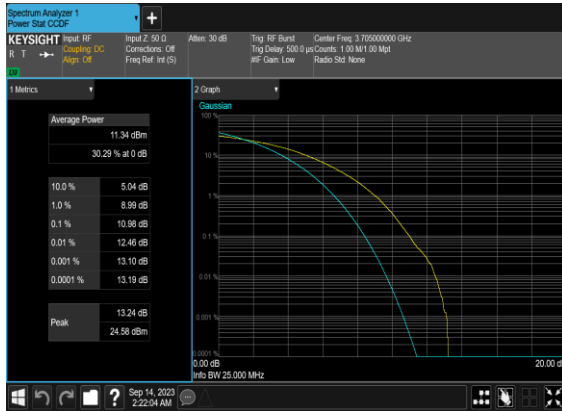 Spectrum Analyzer 1
Power Stat CCDF
KEYSIGHT
R T
LXI
Input: RF
Coupling: DC
Align: Off
Input Z: 50 Ω
Corrections: Off
Freq Ref: Int (S)
Atten: 30 dB
Trig: RF Burst
Trig Delay: 500.0 µs
#IF Gain: Low
Center Freq: 3.705000000 GHz
Counts: 1.00 M/1.00 Mpt
Radio Std: None
1 Metrics
Average Power
11.34 dBm
30.29 % at 0 dB
10.0 % 5.04 dB
1.0 % 8.99 dB
0.1 % 10.98 dB
0.01 % 12.46 dB
0.001 % 13.10 dB
0.0001 % 13.19 dB
Peak
13.24 dB
24.58 dBm
2 Graph
Gaussian
100 %
10 %
1 %
0.1 %
0.01 %
0.001 %
0.0001 %
0.00 dB
20.00 d
Info BW 25.000 MHz
?
Sep 14, 2023
2:22:04 AM